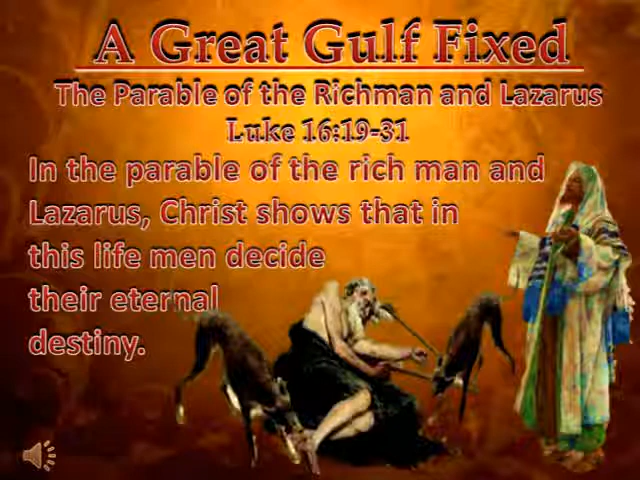 A Great Gulf Fixed
The Parable of the Richman and Lazarus
Luke 16:19-31
In the parable of the rich man and
Lazarus, Christ shows that in
this life men decide
their eternal
destiny.